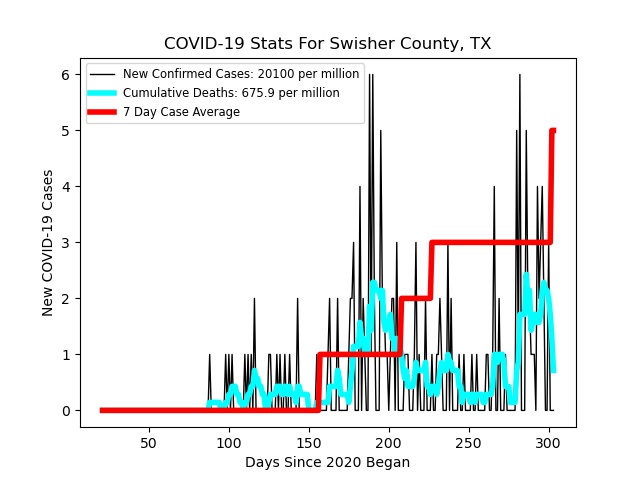 COVID-19 Stats For Swisher County, TX
New Confirmed Cases: 20100 per million
Cumulative Deaths: 675.9 per million
7 Day Case Average
6
5
4
3
2
1
0
New COVID-19 Cases
50 100 150 200 250 300
Days Since 2020 Began